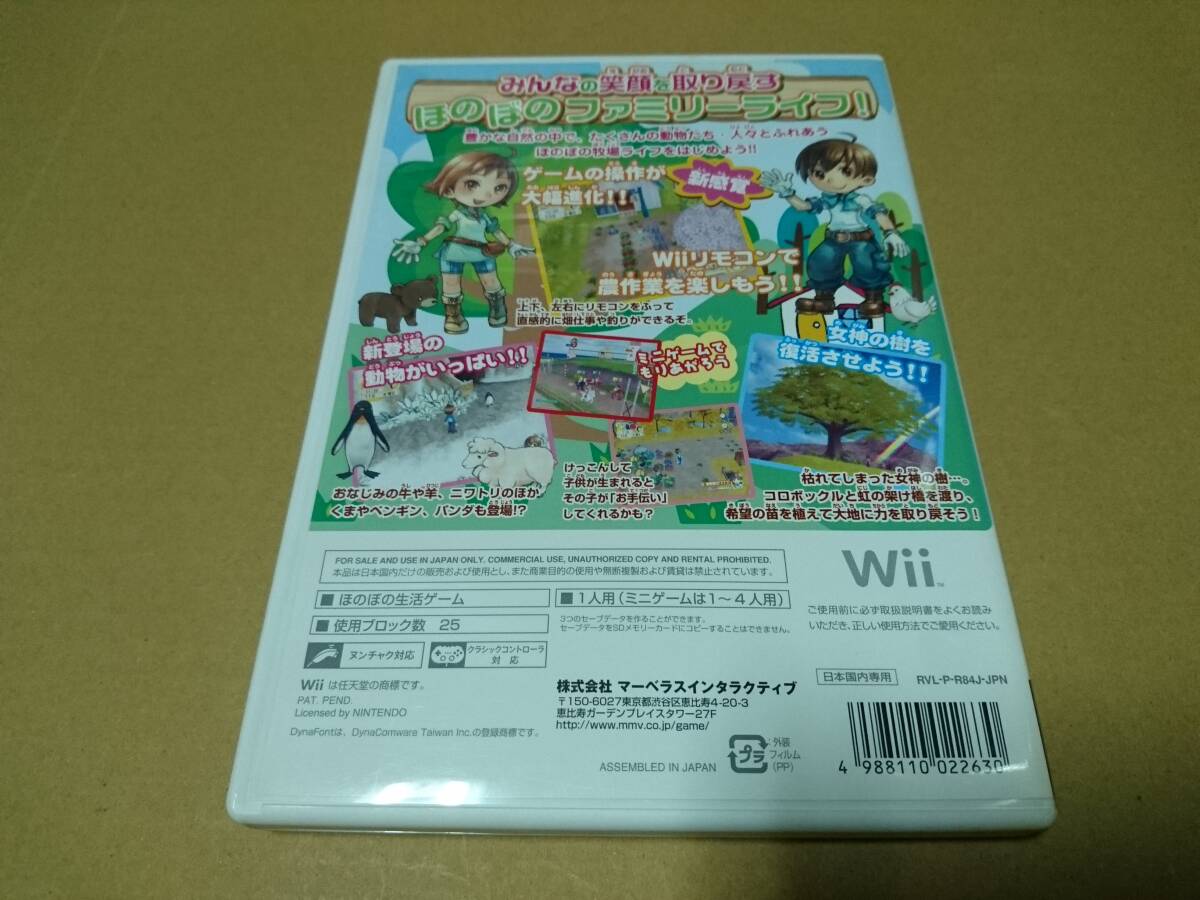 みんなの笑顔を取り戻す
ほのぼのファミリーライフ!
豊かな自然の中で、たくさんの動物たち・人々とふれあう
ほのぼの牧場ライフをはじめよう!!
ゲームの操作が
大幅進化!!
新感覚
Wiiリモコンで
農作業を楽しもう!!
上下、左右にリモコンをふって
直感的に畑仕事や釣りができるぞ。
新登場の
動物がいっぱい!!
ミニゲームで
もりあがろう
女神の樹を
復活させよう!!
おなじみの牛や羊、ニワトリのほか
くまやペンギン、パンダも登場!?
けっこんして
子供が生まれると
その子が「お手伝い」
してくれるかも?
枯れてしまった女神の樹…。
コロボックルと虹の架け橋を渡り、
希望の苗を植えて大地に力を取り戻そう!
FOR SALE AND USE IN JAPAN ONLY. COMMERCIAL USE, UNAUTHORIZED COPY AND RENTAL PROHIBITED.
本品は日本国内だけの販売および使用とし、また商業目的の使用や無断複製および賃貸は禁止されています。
Wii
TM
■ ほのぼの生活ゲーム
■ 1人用(ミニゲームは1～4人用)
■ 使用ブロック数 25
3つのセーブデータを作ることができます。
セーブデータをSDメモリーカードにコピーすることはできません。
ご使用前に必ず取扱説明書をよくお読み
いただき、正しい使用方法でご愛用ください。
ヌンチャク対応
クラシックコントローラ
対応
日本国内専用
RVL-P-R84J-JPN
Wii は任天堂の商標です。
PAT. PEND.
Licensed by NINTENDO
DynaFontは、DynaComware Taiwan Inc.の登録商標です。
株式会社 マーベラスインタラクティブ
〒150-6027東京都渋谷区恵比寿4-20-3
恵比寿ガーデンプレイスタワー27F
http://www.mmv.co.jp/game/
ASSEMBLED IN JAPAN
プラ
:外装
フィルム
(PP)
4 988110 022630